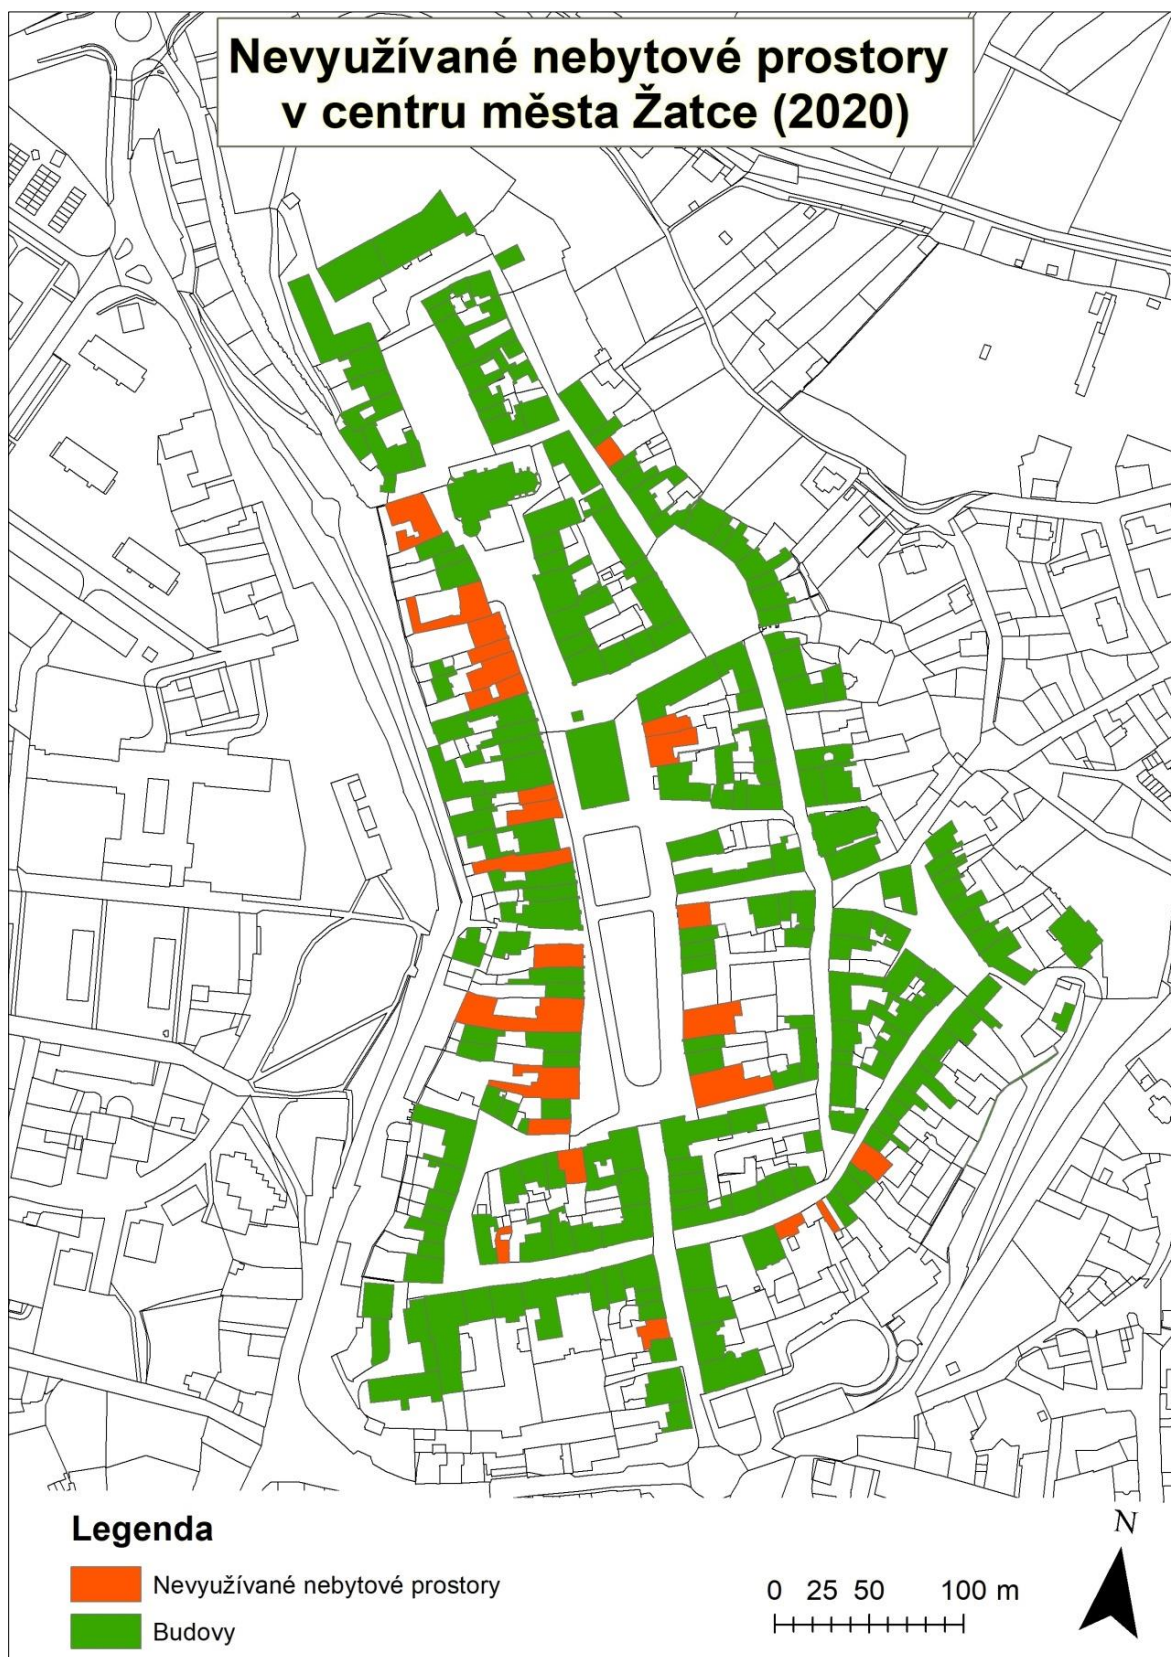 Nevyužívané nebytové prostory
v centru města Žatce (2020)
Legenda
Nevyužívané nebytové prostory
Budovy
0 25 50 100 m
N